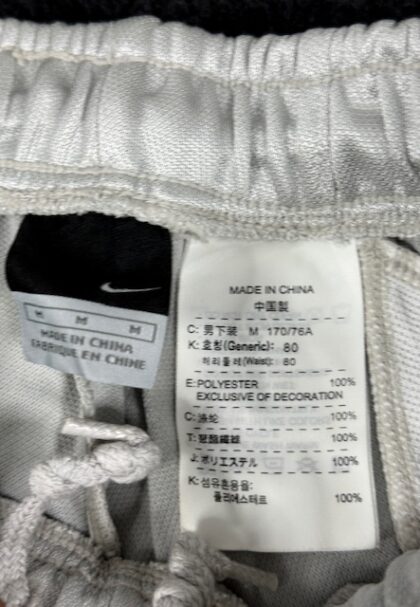 M M M
MADE IN CHINA
FABRIQUE EN CHINE
MADE IN CHINA
中国製
C: 男下装 M 170/76A
K: 호칭(Generic): 80
허리둘레(Waist): 80
E: POLYESTER 100%
EXCLUSIVE OF DECORATION
C: 涤纶 100%
T: 聚酯纖維 100%
J: ポリエステル 100%
K: 섬유혼용율:
폴리에스터르 100%